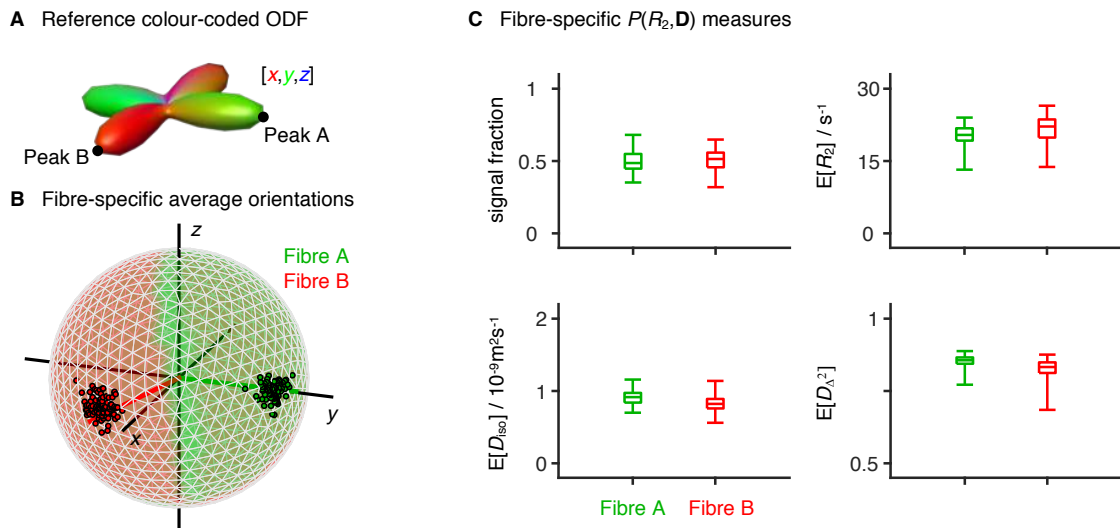 A Reference colour-coded ODF
[x,y,z]
Peak A
Peak B
B Fibre-specific average orientations
z
Fibre A
Fibre B
y
x
C Fibre-specific P(R₂,D) measures
signal fraction
1
0.5
0
E[R₂] / s⁻¹
30
15
0
E[D_iso] / 10⁻⁹m²s⁻¹
2
1
0
Fibre A
Fibre B
E[D_Δ²]
1
0.5